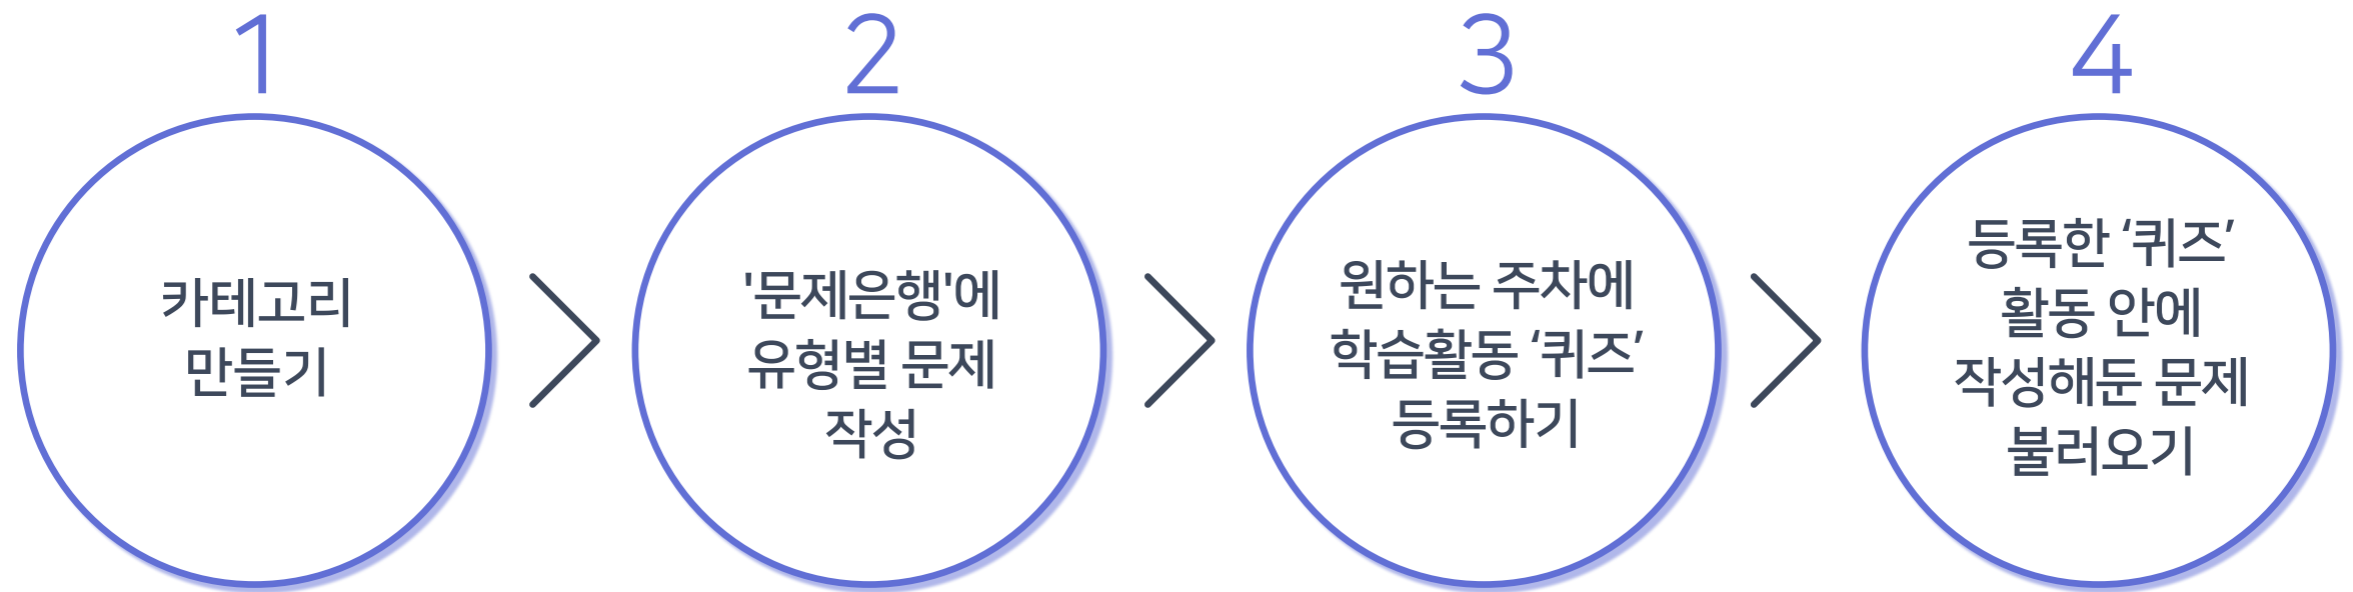 1
카테고리
만들기
2
'문제은행'에
유형별 문제
작성
3
원하는 주차에
학습활동 ‘퀴즈’
등록하기
4
등록한 ‘퀴즈’
활동 안에
작성해둔 문제
불러오기